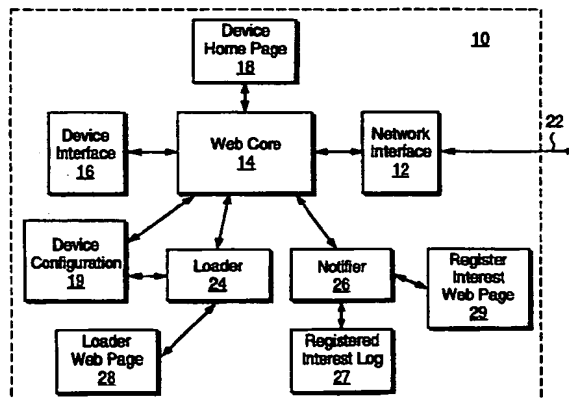 Device
Home Page
18
10
Device
Interface
16
Web Core
14
Network
Interface
12
22
Device
Configuration
19
Loader
24
Notifier
26
Register
Interest
Web Page
29
Loader
Web Page
28
Registered
Interest Log
27